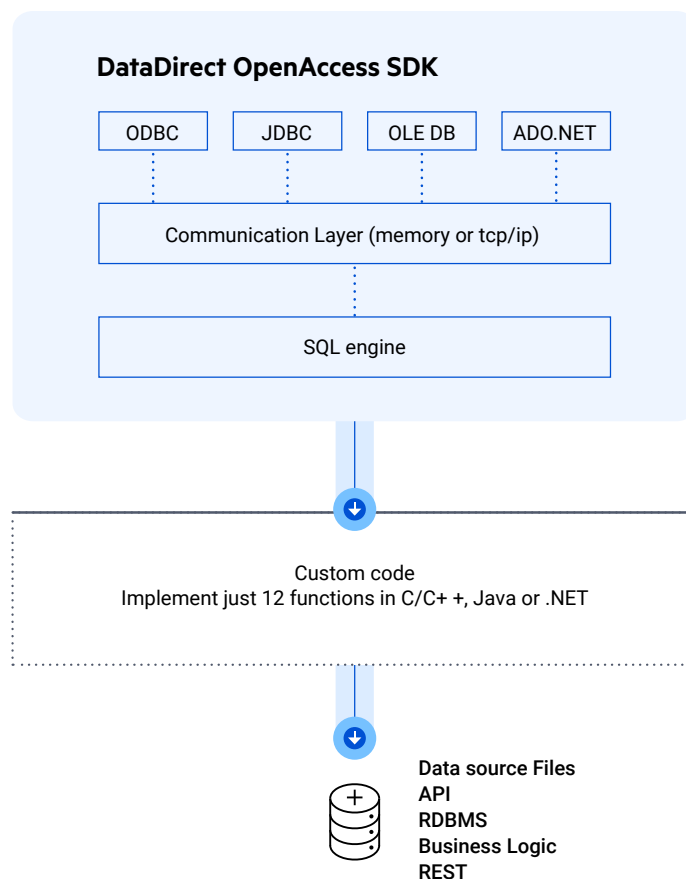 DataDirect OpenAccess SDK
ODBC
JDBC
OLE DB
ADO.NET
Communication Layer (memory or tcp/ip)
SQL engine
Custom code
Implement just 12 functions in C/C+ +, Java or .NET
Data source Files
API
RDBMS
Business Logic
REST